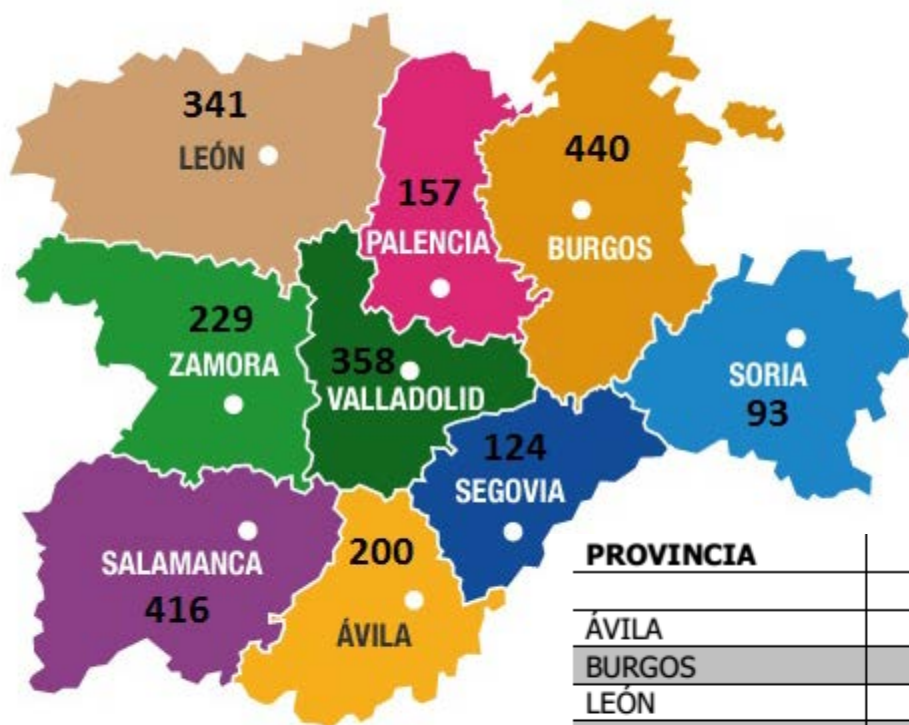 341
LEÓN
157
PALENCIA
440
BURGOS
229
ZAMORA
358
VALLADOLID
SORIA
93
124
SEGOVIA
SALAMANCA
416
200
ÁVILA
PROVINCIA
ÁVILA
BURGOS
LEÓN